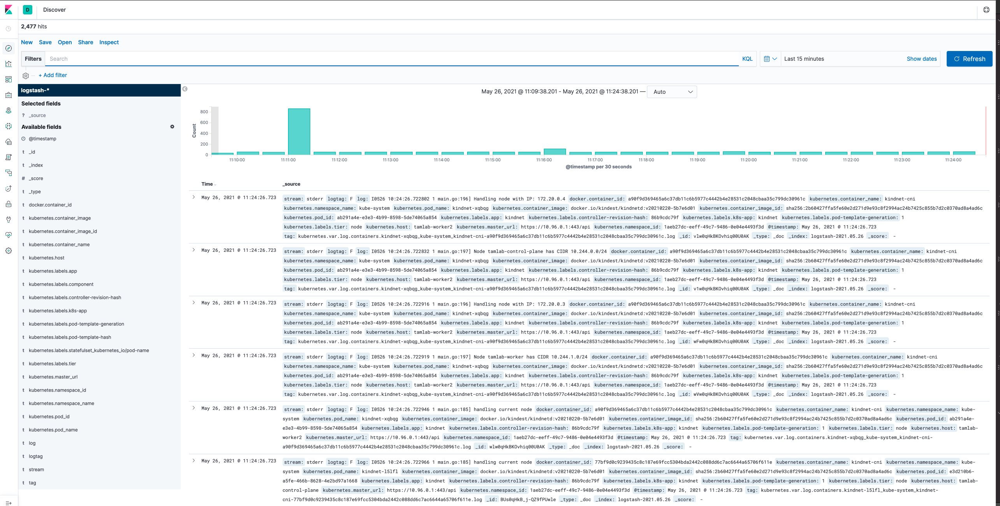 D Discover
2,477 hits
New Save Open Share Inspect
Filters Search KQL Last 15 minutes Show dates Refresh
+ Add filter
logstash-*
Selected fields
? _source
Available fields
@timestamp
t _id
t _index
# _score
t _type
t docker.container_id
t kubernetes.container_image
t kubernetes.container_image_id
t kubernetes.container_name
t kubernetes.host
t kubernetes.labels.app
t kubernetes.labels.component
t kubernetes.labels.controller-revision-hash
t kubernetes.labels.k8s-app
t kubernetes.labels.pod-template-generation
t kubernetes.labels.pod-template-hash
t kubernetes.labels.statefulset_kubernetes_io/pod-name
t kubernetes.labels.tier
t kubernetes.master_url
t kubernetes.namespace_id
t kubernetes.namespace_name
t kubernetes.pod_id
t kubernetes.pod_name
t log
t logtag
t stream
t tag
May 26, 2021 @ 11:09:38.201 - May 26, 2021 @ 11:24:38.201 — Auto
Count
800
600
400
200
0
11:10:00 11:11:00 11:12:00 11:13:00 11:14:00 11:15:00 11:16:00 11:17:00 11:18:00 11:19:00 11:20:00 11:21:00 11:22:00 11:23:00 11:24:00
@timestamp per 30 seconds
Time _source
May 26, 2021 @ 11:24:26.723 stream: stderr logtag: F log: I0526 10:24:26.722802 1 main.go:196] Handling node with IP: 172.20.0.4 docker.container_id: a90f9d369465a6c37db11c6b5977c4442b4e28531c2048cbaa35c799dc30961c kubernetes.container_name: kindnet-cni
kubernetes.namespace_name: kube-system kubernetes.pod_name: kindnet-xqbqg kubernetes.container_image: docker.io/kindest/kindnetd:v20210220-5b7e6d01 kubernetes.container_image_id: sha256:2b60427ffa5fe60e2d271d9e93c8f2994ac24b7425c855b7d2c0370ad8a4ad6c
kubernetes.pod_id: ab291a4e-e3e3-4b99-8598-5de74065a854 kubernetes.labels.app: kindnet kubernetes.labels.controller-revision-hash: 86b9cdc79f kubernetes.labels.k8s-app: kindnet kubernetes.labels.pod-template-generation: 1
kubernetes.labels.tier: node kubernetes.host: tamlab-worker2 kubernetes.master_url: https://10.96.0.1:443/api kubernetes.namespace_id: 1aeb27dc-eeff-49c7-9486-0e04e4493f3d @timestamp: May 26, 2021 @ 11:24:26.723
tag: kubernetes.var.log.containers.kindnet-xqbqg_kube-system_kindnet-cni-a90f9d369465a6c37db11c6b5977c4442b4e28531c2048cbaa35c799dc30961c.log _id: vlw0qHkBKOvhiq00U0AK _type: _doc _index: logstash-2021.05.26 _score: -
May 26, 2021 @ 11:24:26.723 stream: stderr logtag: F log: I0526 10:24:26.722832 1 main.go:197] Node tamlab-control-plane has CIDR 10.244.0.0/24 docker.container_id: a90f9d369465a6c37db11c6b5977c4442b4e28531c2048cbaa35c799dc30961c kubernetes.container_name: kindnet-cni
kubernetes.namespace_name: kube-system kubernetes.pod_name: kindnet-xqbqg kubernetes.container_image: docker.io/kindest/kindnetd:v20210220-5b7e6d01 kubernetes.container_image_id: sha256:2b60427ffa5fe60e2d271d9e93c8f2994ac24b7425c855b7d2c0370ad8a4ad6c
kubernetes.pod_id: ab291a4e-e3e3-4b99-8598-5de74065a854 kubernetes.labels.app: kindnet kubernetes.labels.controller-revision-hash: 86b9cdc79f kubernetes.labels.k8s-app: kindnet kubernetes.labels.pod-template-generation: 1
kubernetes.labels.tier: node kubernetes.host: tamlab-worker2 kubernetes.master_url: https://10.96.0.1:443/api kubernetes.namespace_id: 1aeb27dc-eeff-49c7-9486-0e04e4493f3d @timestamp: May 26, 2021 @ 11:24:26.723
tag: kubernetes.var.log.containers.kindnet-xqbqg_kube-system_kindnet-cni-a90f9d369465a6c37db11c6b5977c4442b4e28531c2048cbaa35c799dc30961c.log _id: v1w0qHkBKOvhiq00U0AK _type: _doc _index: logstash-2021.05.26 _score: -
May 26, 2021 @ 11:24:26.723 stream: stderr logtag: F log: I0526 10:24:26.722916 1 main.go:196] Handling node with IP: 172.20.0.3 docker.container_id: a90f9d369465a6c37db11c6b5977c4442b4e28531c2048cbaa35c799dc30961c kubernetes.container_name: kindnet-cni
kubernetes.namespace_name: kube-system kubernetes.pod_name: kindnet-xqbqg kubernetes.container_image: docker.io/kindest/kindnetd:v20210220-5b7e6d01 kubernetes.container_image_id: sha256:2b60427ffa5fe60e2d271d9e93c8f2994ac24b7425c855b7d2c0370ad8a4ad6c
kubernetes.pod_id: ab291a4e-e3e3-4b99-8598-5de74065a854 kubernetes.labels.app: kindnet kubernetes.labels.controller-revision-hash: 86b9cdc79f kubernetes.labels.k8s-app: kindnet kubernetes.labels.pod-template-generation: 1
kubernetes.labels.tier: node kubernetes.host: tamlab-worker2 kubernetes.master_url: https://10.96.0.1:443/api kubernetes.namespace_id: 1aeb27dc-eeff-49c7-9486-0e04e4493f3d @timestamp: May 26, 2021 @ 11:24:26.723
tag: kubernetes.var.log.containers.kindnet-xqbqg_kube-system_kindnet-cni-a90f9d369465a6c37db11c6b5977c4442b4e28531c2048cbaa35c799dc30961c.log _id: wFw0qHkBKOvhiq00U0AK _type: _doc _index: logstash-2021.05.26 _score: -
May 26, 2021 @ 11:24:26.723 stream: stderr logtag: F log: I0526 10:24:26.722919 1 main.go:197] Node tamlab-worker has CIDR 10.244.1.0/24 docker.container_id: a90f9d369465a6c37db11c6b5977c4442b4e28531c2048cbaa35c799dc30961c kubernetes.container_name: kindnet-cni
kubernetes.namespace_name: kube-system kubernetes.pod_name: kindnet-xqbqg kubernetes.container_image: docker.io/kindest/kindnetd:v20210220-5b7e6d01 kubernetes.container_image_id: sha256:2b60427ffa5fe60e2d271d9e93c8f2994ac24b7425c855b7d2c0370ad8a4ad6c
kubernetes.pod_id: ab291a4e-e3e3-4b99-8598-5de74065a854 kubernetes.labels.app: kindnet kubernetes.labels.controller-revision-hash: 86b9cdc79f kubernetes.labels.k8s-app: kindnet kubernetes.labels.pod-template-generation: 1
kubernetes.labels.tier: node kubernetes.host: tamlab-worker2 kubernetes.master_url: https://10.96.0.1:443/api kubernetes.namespace_id: 1aeb27dc-eeff-49c7-9486-0e04e4493f3d @timestamp: May 26, 2021 @ 11:24:26.723
tag: kubernetes.var.log.containers.kindnet-xqbqg_kube-system_kindnet-cni-a90f9d369465a6c37db11c6b5977c4442b4e28531c2048cbaa35c799dc30961c.log _id: wVw0qHkBKOvhiq00U0AK _type: _doc _index: logstash-2021.05.26 _score: -
May 26, 2021 @ 11:24:26.723 stream: stderr logtag: F log: I0526 10:24:26.722946 1 main.go:185] handling current node docker.container_id: a90f9d369465a6c37db11c6b5977c4442b4e28531c2048cbaa35c799dc30961c kubernetes.container_name: kindnet-cni kubernetes.namespace_name: kube-
system kubernetes.pod_name: kindnet-xqbqg kubernetes.container_image: docker.io/kindest/kindnetd:v20210220-5b7e6d01 kubernetes.container_image_id: sha256:2b60427ffa5fe60e2d271d9e93c8f2994ac24b7425c855b7d2c0370ad8a4ad6c kubernetes.pod_id: ab291a4e-
e3e3-4b99-8598-5de74065a854 kubernetes.labels.app: kindnet kubernetes.labels.controller-revision-hash: 86b9cdc79f kubernetes.labels.k8s-app: kindnet kubernetes.labels.pod-template-generation: 1 kubernetes.labels.tier: node kubernetes.host: tamlab-
worker2 kubernetes.master_url: https://10.96.0.1:443/api kubernetes.namespace_id: 1aeb27dc-eeff-49c7-9486-0e04e4493f3d @timestamp: May 26, 2021 @ 11:24:26.723 tag: kubernetes.var.log.containers.kindnet-xqbqg_kube-system_kindnet-cni-
a90f9d369465a6c37db11c6b5977c4442b4e28531c2048cbaa35c799dc30961c.log _id: wlw0qHkBKOvhiq00U0AK _type: _doc _index: logstash-2021.05.26 _score: -
May 26, 2021 @ 11:24:26.723 stream: stderr logtag: F log: I0526 10:24:26.722966 1 main.go:185] handling current node docker.container_id: 77bf9d0c9239435c8c187e69fcc5304bda2442c088dd6c7ac6644a65706f611e kubernetes.container_name: kindnet-cni kubernetes.namespace_name: kube-
system kubernetes.pod_name: kindnet-l5lfl kubernetes.container_image: docker.io/kindest/kindnetd:v20210220-5b7e6d01 kubernetes.container_image_id: sha256:2b60427ffa5fe60e2d271d9e93c8f2994ac24b7425c855b7d2c0370ad8a4ad6c kubernetes.pod_id: e3d210b6-
a5fe-466b-8628-4e2bd97a1668 kubernetes.labels.app: kindnet kubernetes.labels.controller-revision-hash: 86b9cdc79f kubernetes.labels.k8s-app: kindnet kubernetes.labels.pod-template-generation: 1 kubernetes.labels.tier: node kubernetes.host: tamlab-
control-plane kubernetes.master_url: https://10.96.0.1:443/api kubernetes.namespace_id: 1aeb27dc-eeff-49c7-9486-0e04e4493f3d @timestamp: May 26, 2021 @ 11:24:26.723 tag: kubernetes.var.log.containers.kindnet-l5lfl_kube-system_kindnet-
cni-77bf9d0c9239435c8c187e69fcc5304bda2442c088dd6c7ac6644a65706f611e.log _id: BUs0qHkB_j-QZ9fPUwle _type: _doc _index: logstash-2021.05.26 _score: -